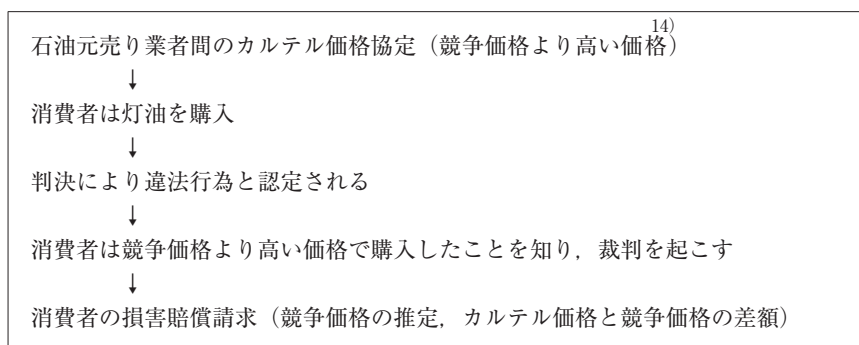 石油元売り業者間のカルテル価格協定（競争価格より高い価格）14)
↓
消費者は灯油を購入
↓
判決により違法行為と認定される
↓
消費者は競争価格より高い価格で購入したことを知り，裁判を起こす
↓
消費者の損害賠償請求（競争価格の推定，カルテル価格と競争価格の差額）